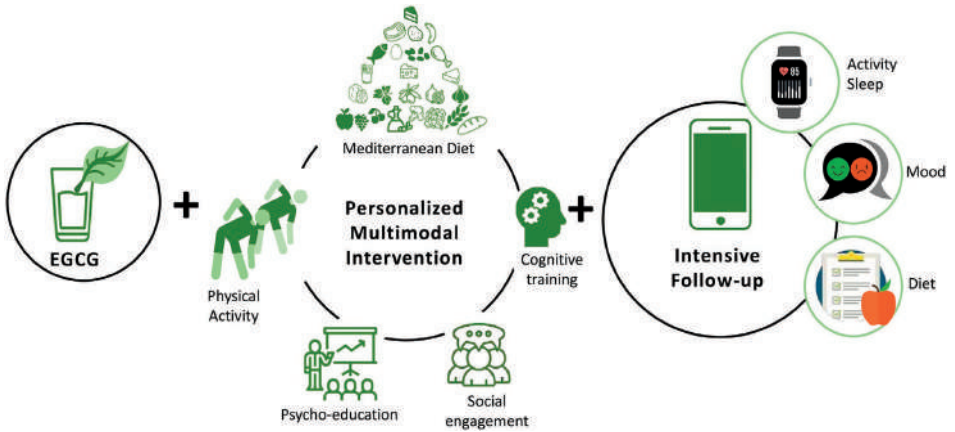 EGCG
Mediterranean Diet
Personalized
Multimodal
Intervention
Physical
Activity
Cognitive
training
Psycho-education
Social
engagement
Intensive
Follow-up
85
Activity
Sleep
Mood
Diet